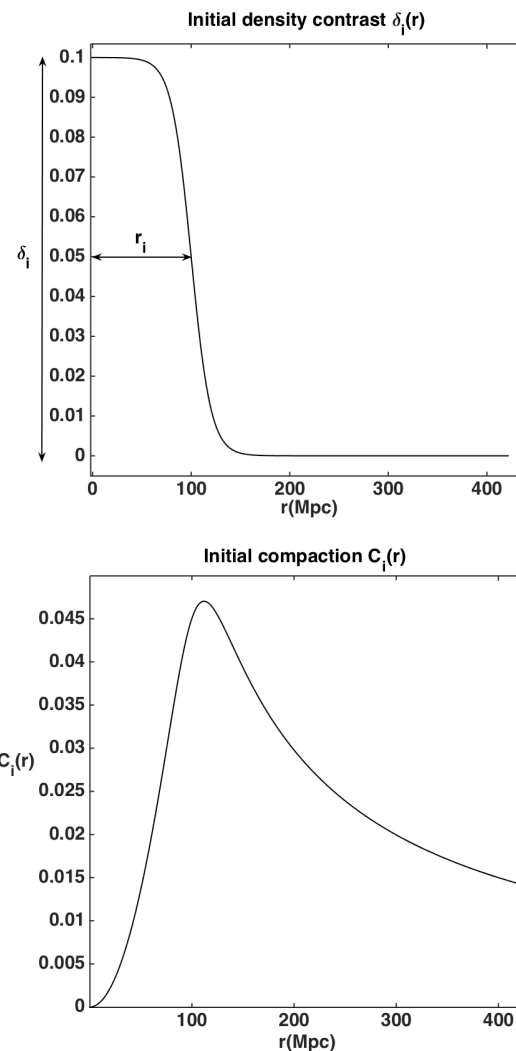 Initial density contrast δi(r)
0.1
0.09
0.08
0.07
0.06
0.05
0.04
0.03
0.02
0.01
0
δi
ri
0 100 200 300 400
r(Mpc)
Initial compaction Ci(r)
0.045
0.04
0.035
0.03
0.025
0.02
0.015
0.01
0.005
0
Ci(r)
100 200 300 400
r(Mpc)